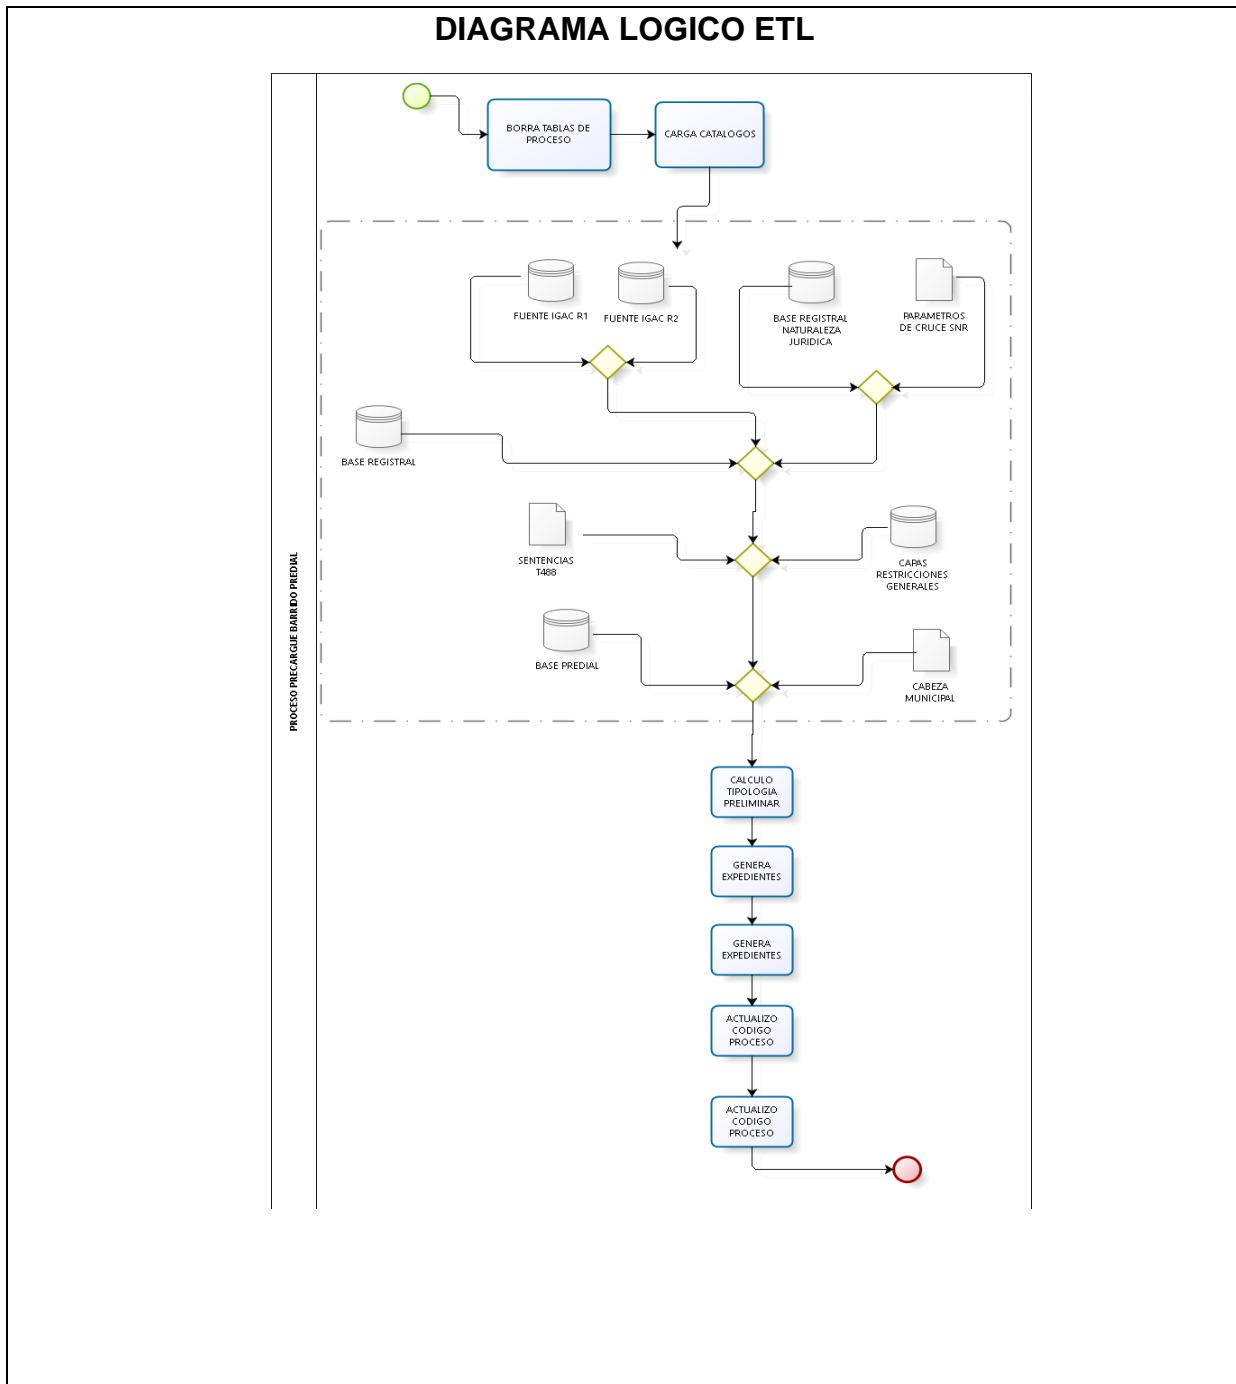 DIAGRAMA LOGICO ETL
PROCESO PRECARGUE BARRIDO PREDIAL
BORRA TABLAS DE
PROCESO
CARGA CATALOGOS
FUENTE IGAC R1
FUENTE IGAC R2
BASE REGISTRAL
NATURALEZA
JURIDICA
PARAMETROS
DE CRUCE SNR
BASE REGISTRAL
SENTENCIAS
T488
CAPAS
RESTRICCIONES
GENERALES
BASE PREDIAL
CABEZA
MUNICIPAL
CALCULO
TIPOLOGIA
PRELIMINAR
GENERA
EXPEDIENTES
GENERA
EXPEDIENTES
ACTUALIZO
CODIGO
PROCESO
ACTUALIZO
CODIGO
PROCESO